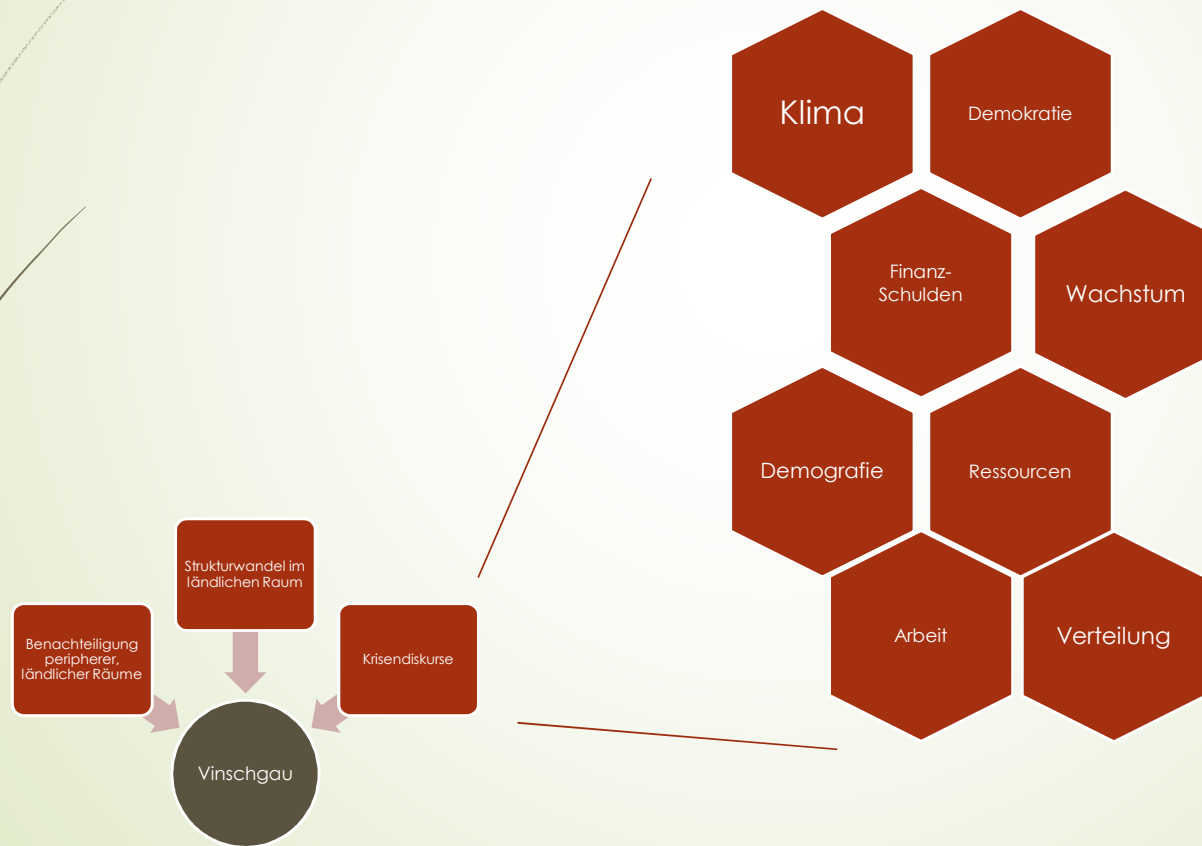 Klima
Demokratie
Finanz-
Schulden
Wachstum
Demografie
Ressourcen
Arbeit
Verteilung
Strukturwandel im
ländlichen Raum
Benachteiligung
peripherer,
ländlicher Räume
Krisendiskurse
Vinschgau